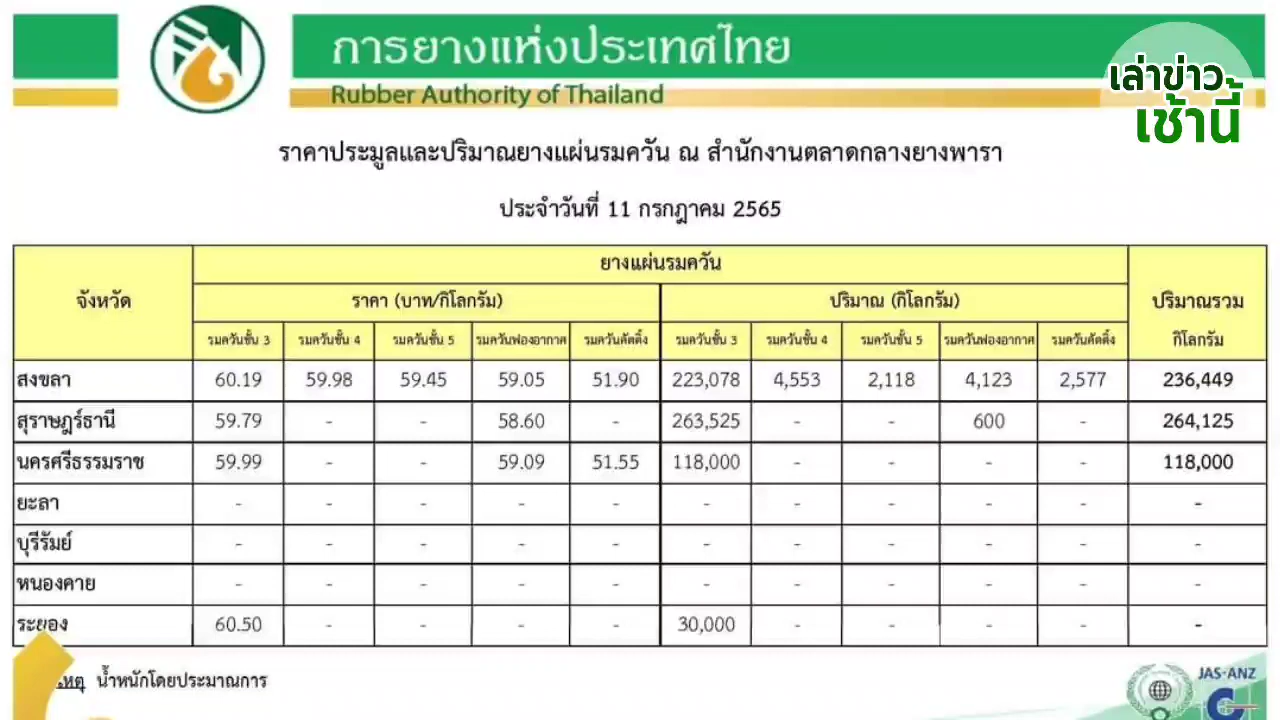 การยางแห่งประเทศไทย
Rubber Authority of Thailand
เล่าข่าว
เช้านี้
ราคาประมูลและปริมาณยางแผ่นรมควัน ณ สำนักงานตลาดกลางยางพารา
ประจำวันที่ 11 กรกฎาคม 2565
จังหวัด ยางแผ่นรมควัน ปริมาณรวม
ราคา (บาท/กิโลกรัม) ปริมาณ (กิโลกรัม) กิโลกรัม
รมควันชั้น 3 รมควันชั้น 4 รมควันชั้น 5 รมควันฟองอากาศ รมควันคัตติ้ง รมควันชั้น 3 รมควันชั้น 4 รมควันชั้น 5 รมควันฟองอากาศ รมควันคัตติ้ง
สงขลา 60.19 59.98 59.45 59.05 51.90 223,078 4,553 2,118 4,123 2,577 236,449
สุราษฎร์ธานี 59.79 - - 58.60 - 263,525 - - 600 - 264,125
นครศรีธรรมราช 59.99 - - 59.09 51.55 118,000 - - - - 118,000
ยะลา - - - - - - - - - - -
บุรีรัมย์ - - - - - - - - - - -
หนองคาย - - - - - - - - - - -
ระยอง 60.50 - - - - 30,000 - - - - -
เหตุ น้ำหนักโดยประมาณการ
JAS-ANZ